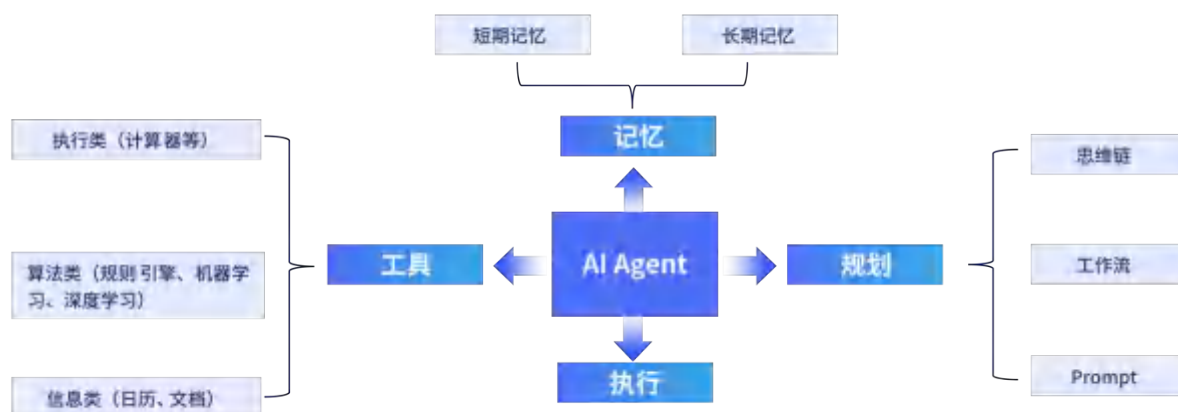 短期记忆
长期记忆
记忆
执行类（计算器等）
思维链
工具
AI Agent
规划
算法类（规则引擎、机器学
习、深度学习）
工作流
执行
信息类（日历、文档）
Prompt